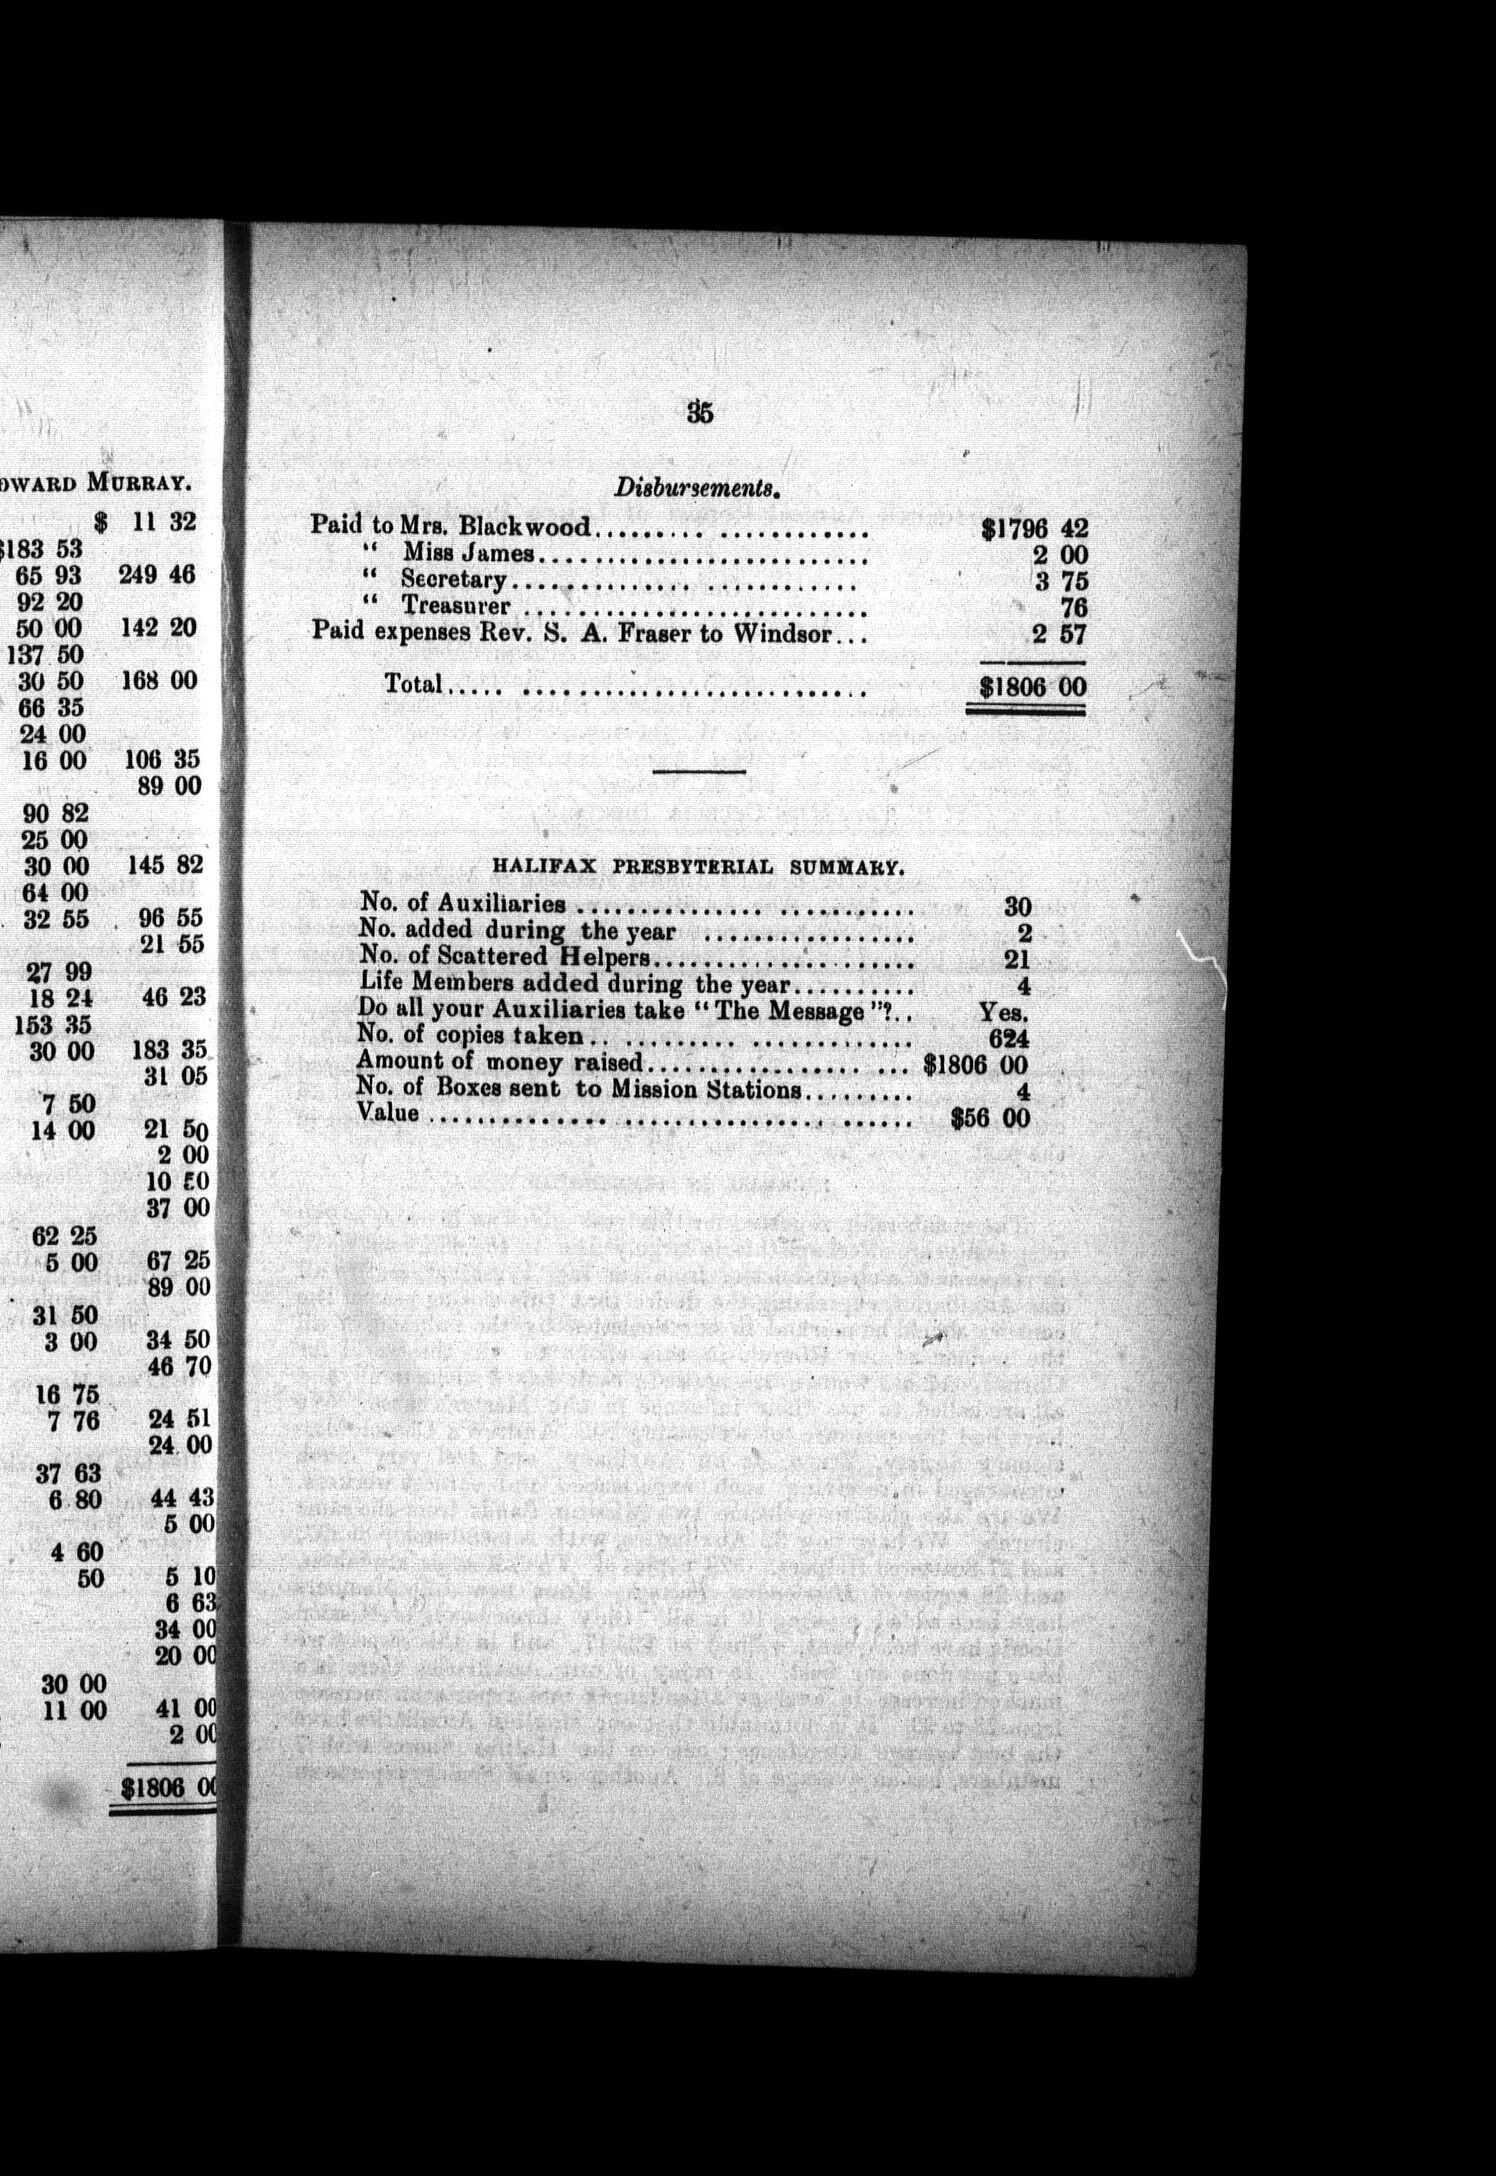 DWARD MURRAY.
$ 11 32
$183 53
65 93 249 46
92 20
50 00 142 20
137 50
30 50 168 00
66 35
24 00
16 00 106 35
89 00
90 82
25 00
30 00 145 82
64 00
32 55 96 55
21 55
27 99
18 24 46 23
153 35
30 00 183 35
31 05
7 50
14 00 21 50
2 00
10 50
37 00
62 25
5 00 67 25
89 00
31 50
3 00 34 50
46 70
16 75
7 76 24 51
24 00
37 63
6 80 44 43
5 00
4 60
50 5 10
6 63
34 00
20 00
30 00
11 00 41 00
2 00
$1806 00
35
Disbursements.
Paid to Mrs. Blackwood......... ............ $1796 42
“ Miss James.......................... 2 00
“ Secretary............... ............ 3 75
“ Treasurer .......................... 76
Paid expenses Rev. S. A. Fraser to Windsor... 2 57
Total..... ........................... $1806 00
HALIFAX PRESBYTERIAL SUMMARY.
No. of Auxiliaries ............... ........... 30
No. added during the year ................. 2
No. of Scattered Helpers..................... 21
Life Members added during the year.......... 4
Do all your Auxiliaries take “The Message”?.. Yes.
No. of copies taken.. ......... ............. 624
Amount of money raised................. ... $1806 00
No. of Boxes sent to Mission Stations......... 4
Value ............... ....................... $56 00